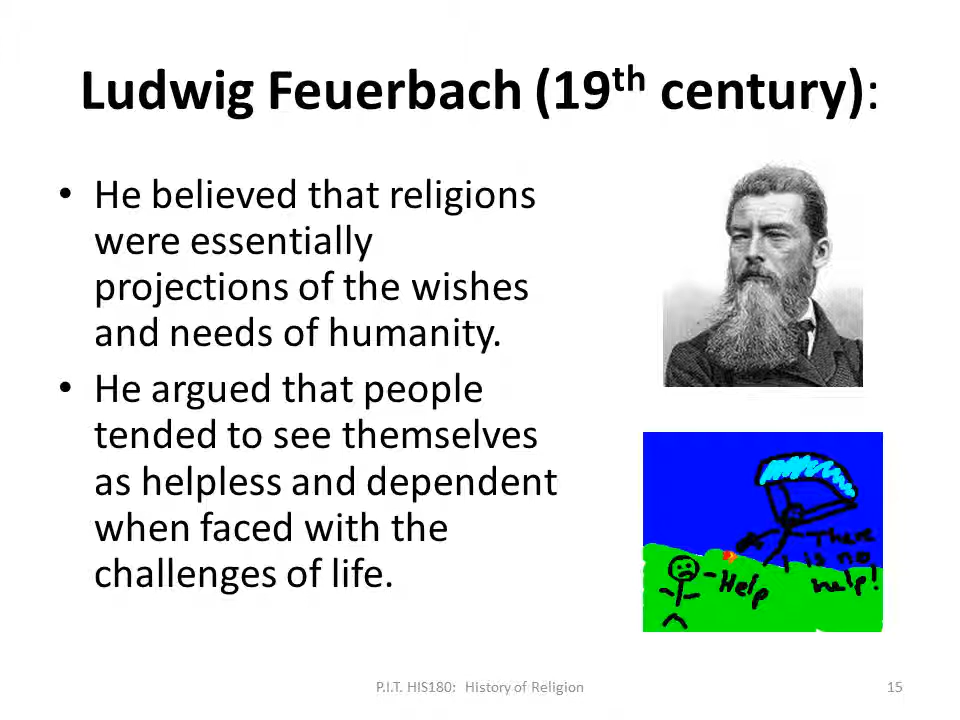 Ludwig Feuerbach (19th century):
• He believed that religions
were essentially
projections of the wishes
and needs of humanity.
• He argued that people
tended to see themselves
as helpless and dependent
when faced with the
challenges of life.
Help
There
is no
help!
P.I.T. HIS180: History of Religion
15